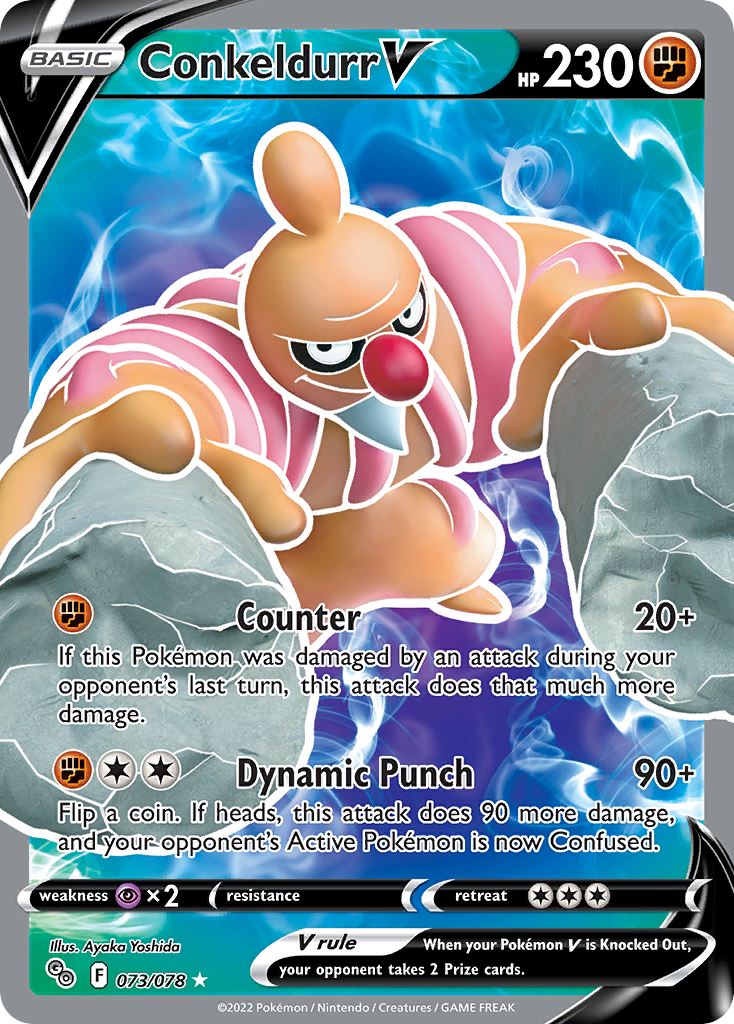 BASIC
Conkeldurr V
HP 230
Counter 20+
If this Pokémon was damaged by an attack during your
opponent's last turn, this attack does that much more
damage.
Dynamic Punch 90+
Flip a coin. If heads, this attack does 90 more damage,
and your opponent's Active Pokémon is now Confused.
weakness ×2 resistance retreat
Illus. Ayaka Yoshida
V rule
When your Pokémon V is Knocked Out,
your opponent takes 2 Prize cards.
GO F 073/078
©2022 Pokémon / Nintendo / Creatures / GAME FREAK